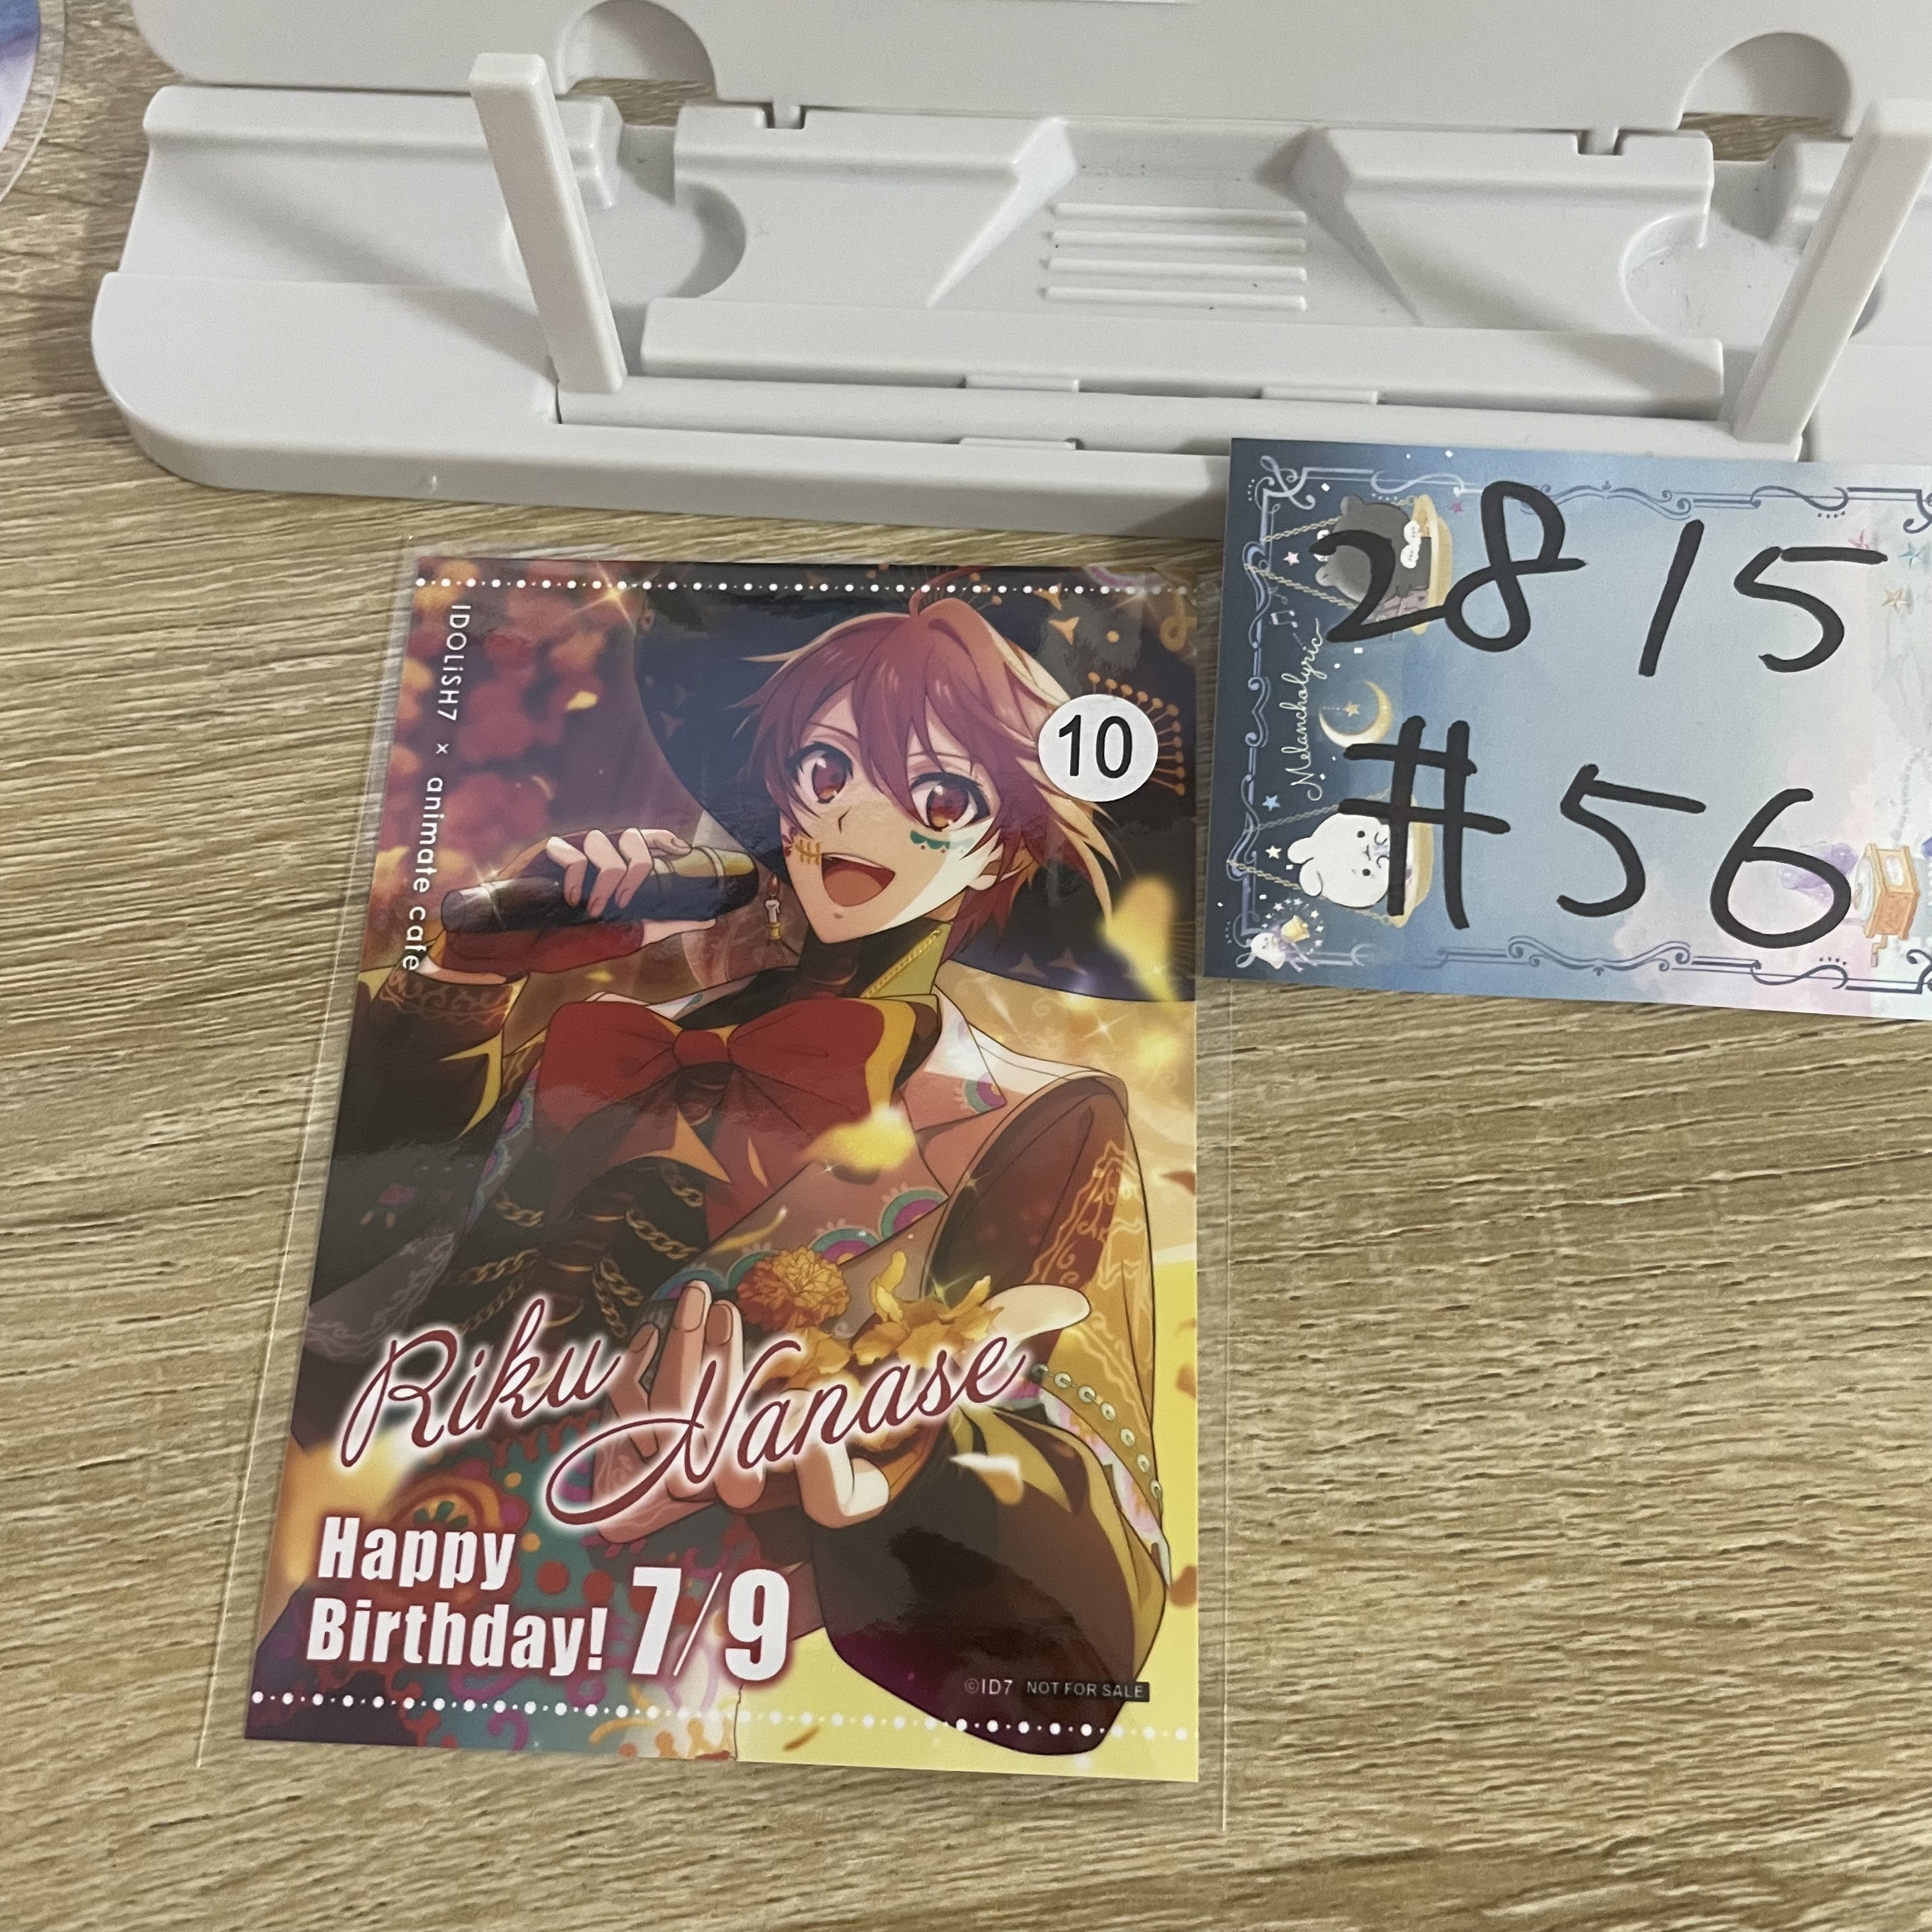 2815
#56
Melancholyric
IDOLiSH7 × animate cafe
10
Riku
Nanase
Happy
Birthday! 7/9
©ID7 NOT FOR SALE